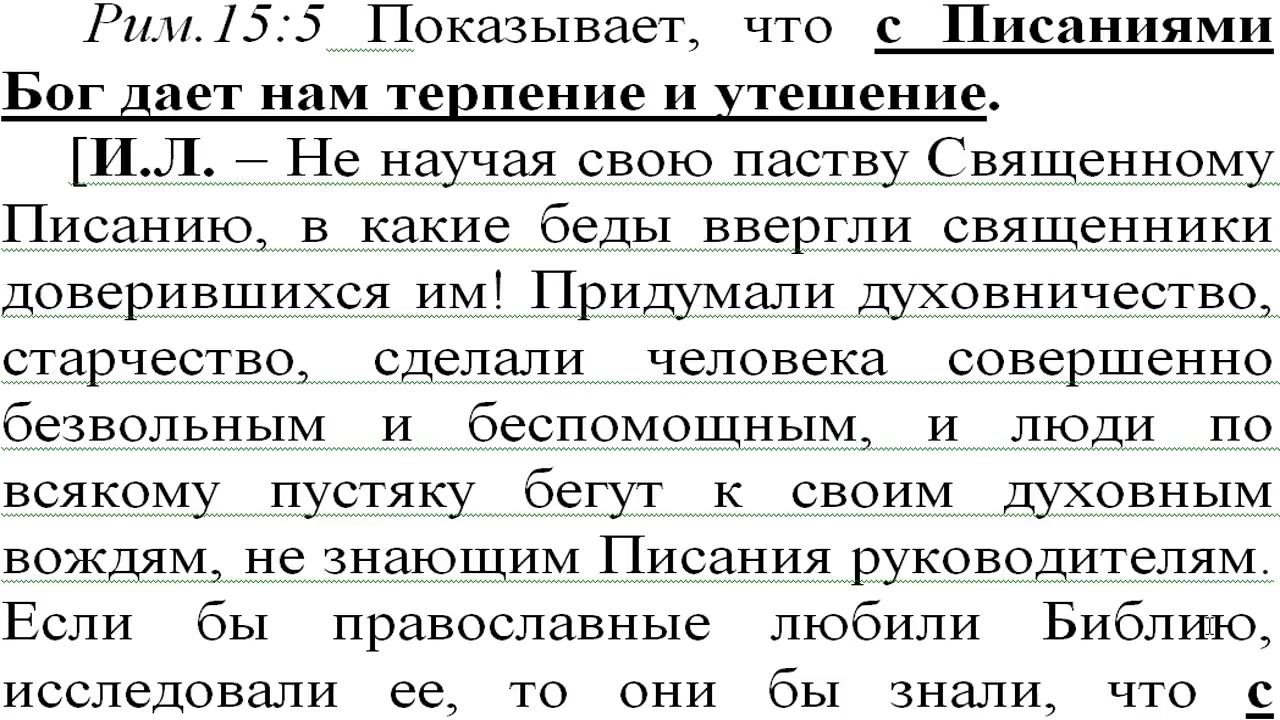 Рим.15:5 Показывает, что с Писаниями
Бог дает нам терпение и утешение.
[И.Л. – Не научая свою паству Священному
Писанию, в какие беды ввергли священники
доверившихся им! Придумали духовничество,
старчество, сделали человека совершенно
безвольным и беспомощным, и люди по
всякому пустяку бегут к своим духовным
вождям, не знающим Писания руководителям.
Если бы православные любили Библию,
исследовали ее, то они бы знали, что с